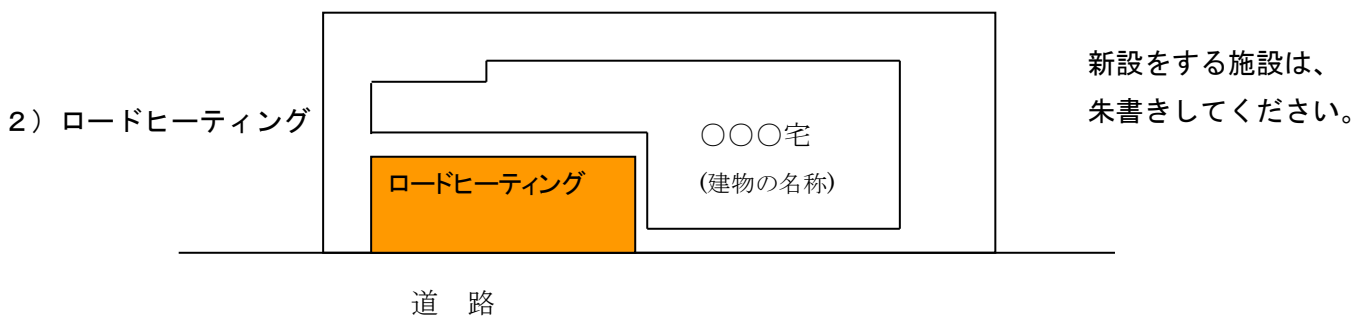 新設をする施設は、
朱書きしてください。
２）ロードヒーティング
○○○宅
(建物の名称)
ロードヒーティング
道　路